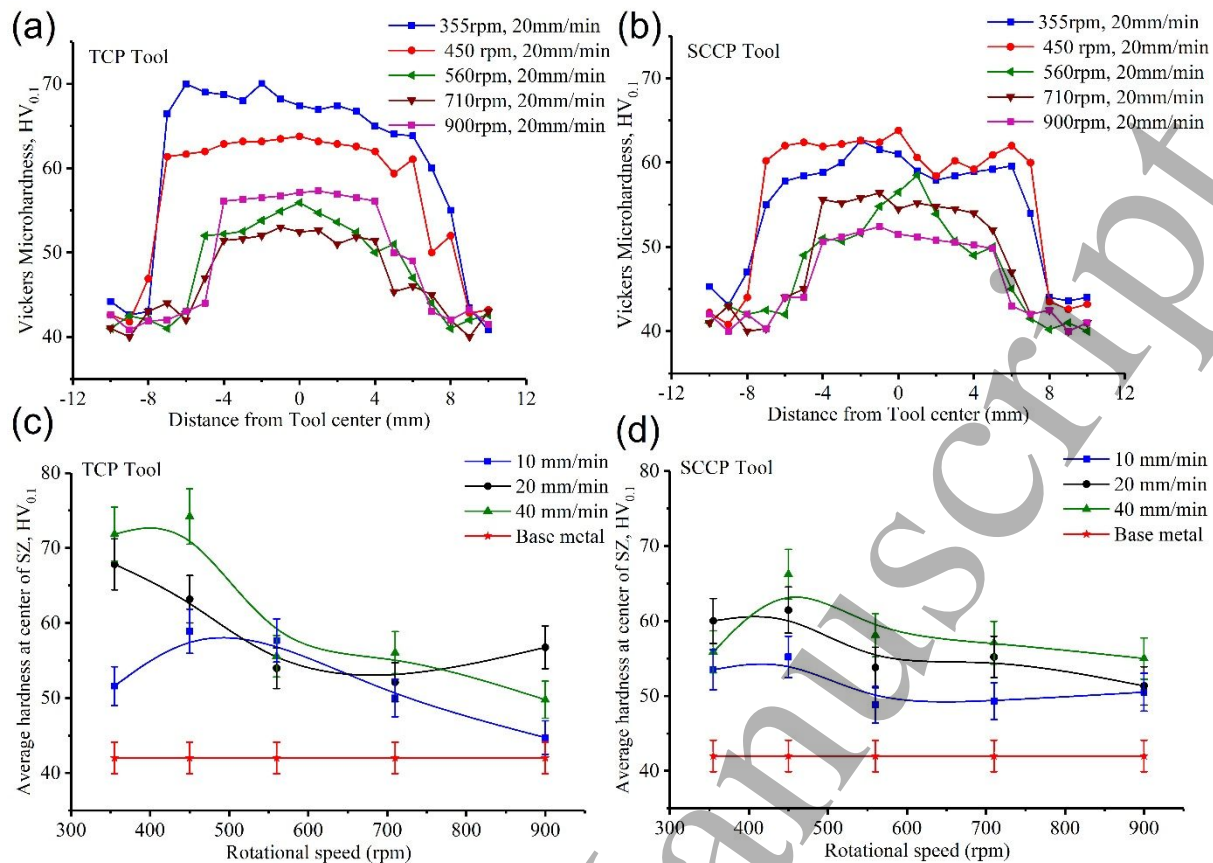 (a)
TCP Tool
355rpm, 20mm/min
450 rpm, 20mm/min
560rpm, 20mm/min
710rpm, 20mm/min
900rpm, 20mm/min
Vickers Microhardness, HV0.1
70
60
50
40
-12 -8 -4 0 4 8 12
Distance from Tool center (mm)
(b)
SCCP Tool
355rpm, 20mm/min
450 rpm, 20mm/min
560rpm, 20mm/min
710rpm, 20mm/min
900rpm, 20mm/min
Vickers Microhardness, HV0.1
70
60
50
40
-12 -8 -4 0 4 8 12
Distance from Tool center (mm)
(c)
TCP Tool
10 mm/min
20 mm/min
40 mm/min
Base metal
Average hardness at center of SZ, HV0.1
80
70
60
50
40
300 400 500 600 700 800 900
Rotational speed (rpm)
(d)
SCCP Tool
10 mm/min
20 mm/min
40 mm/min
Base metal
Average hardness at center of SZ, HV0.1
80
70
60
50
40
300 400 500 600 700 800 900
Rotational speed (rpm)
anuscript